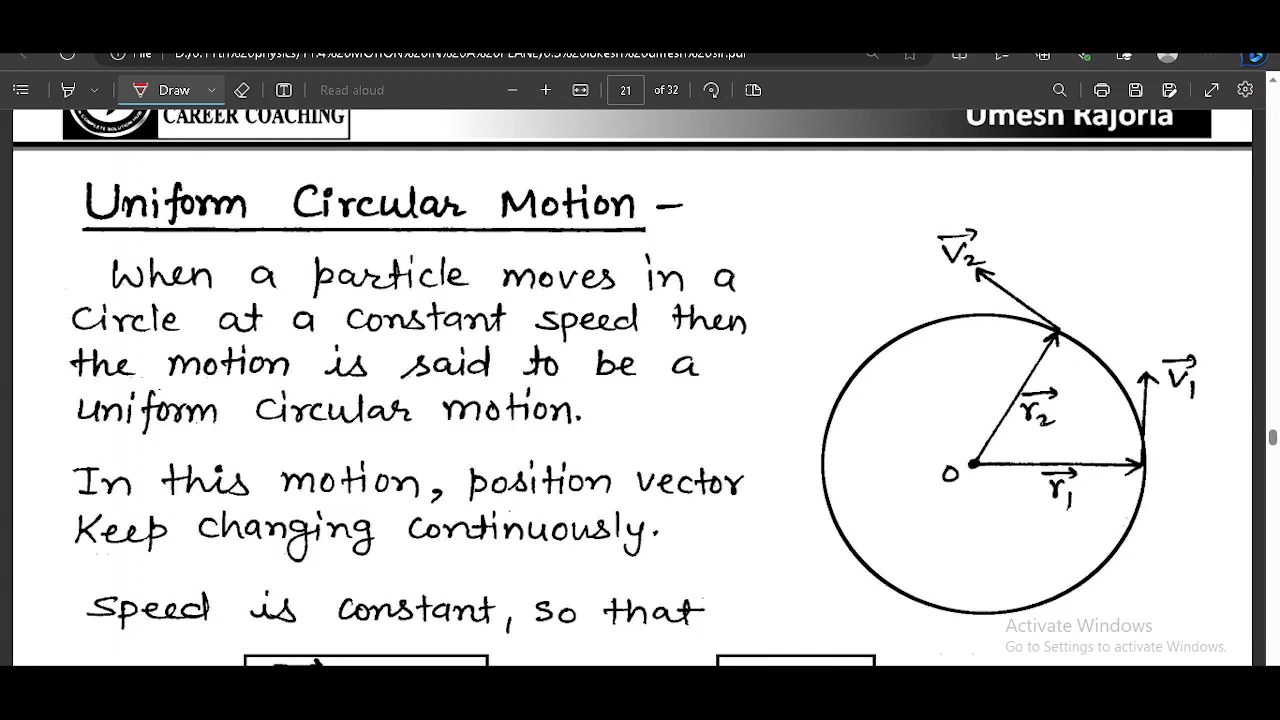 File
Draw
Read aloud
21 of 32
CAREER COACHING
Umesh Rajoria
Uniform Circular Motion -
When a particle moves in a
Circle at a constant speed then
the motion is said to be a
uniform circular motion.
In this motion, position vector
Keep changing continuously.
Speed is constant, so that
V2
V1
r2
O
r1
Activate Windows
Go to Settings to activate Windows.